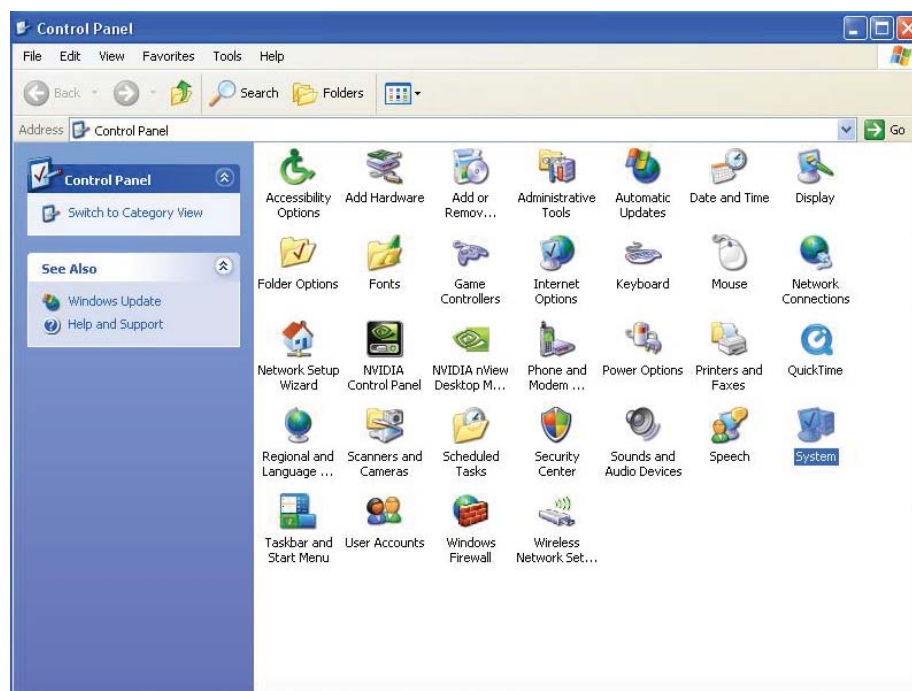 Control Panel
File Edit View Favorites Tools Help
Back Search Folders
Address Control Panel Go
Control Panel
Switch to Category View
See Also
Windows Update
Help and Support
Accessibility Add Hardware Add or Administrative Automatic Date and Time Display
Options Remov... Tools Updates
Folder Options Fonts Game Internet Keyboard Mouse Network
Controllers Options Connections
Network Setup NVIDIA NVIDIA nView Phone and Power Options Printers and QuickTime
Wizard Control Panel Desktop M... Modem ... Faxes
Regional and Scanners and Scheduled Security Sounds and Speech System
Language ... Cameras Tasks Center Audio Devices
Taskbar and User Accounts Windows Wireless
Start Menu Firewall Network Set...